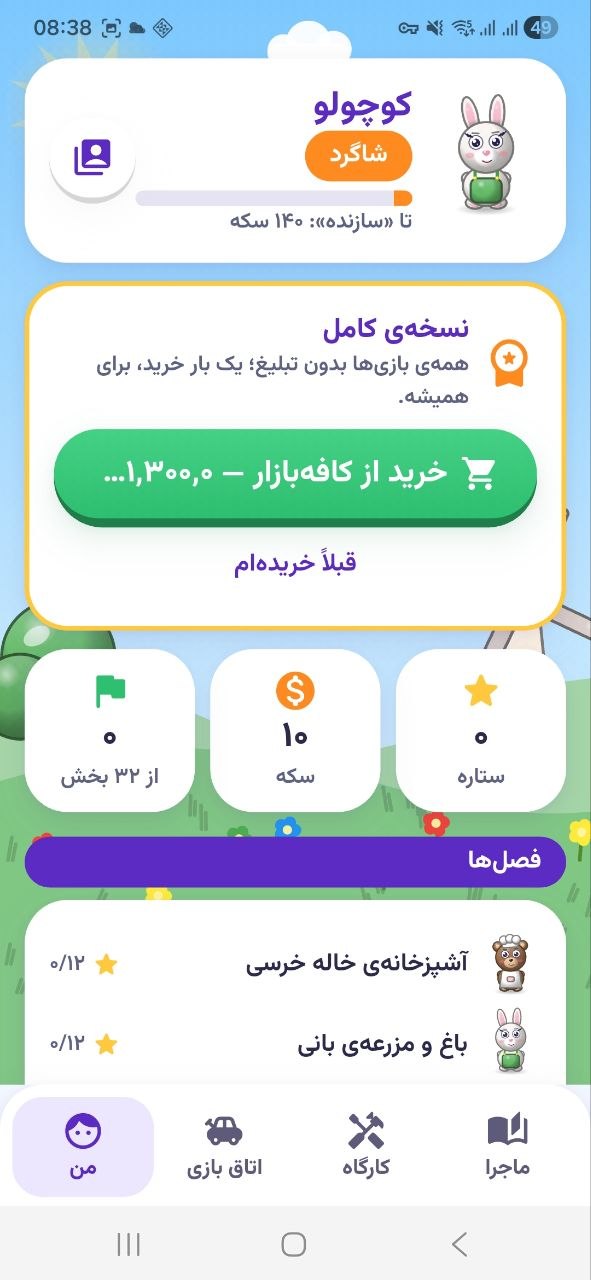 08:38
49
کوچولو
شاگرد
تا «سازنده»: ۱۴۰ سکه
نسخه‌ی کامل
همه‌ی بازی‌ها بدون تبلیغ؛ یک بار خرید، برای
همیشه.
خرید از کافه‌بازار — ۱,۳۰۰,۰...
قبلاً خریده‌ام
۰
ستاره
۱۰
سکه
۰
از ۳۲ بخش
فصل‌ها
آشپزخانه‌ی خاله خرسی
۰/۱۲
باغ و مزرعه‌ی بانی
۰/۱۲
ماجرا
کارگاه
اتاق بازی
من